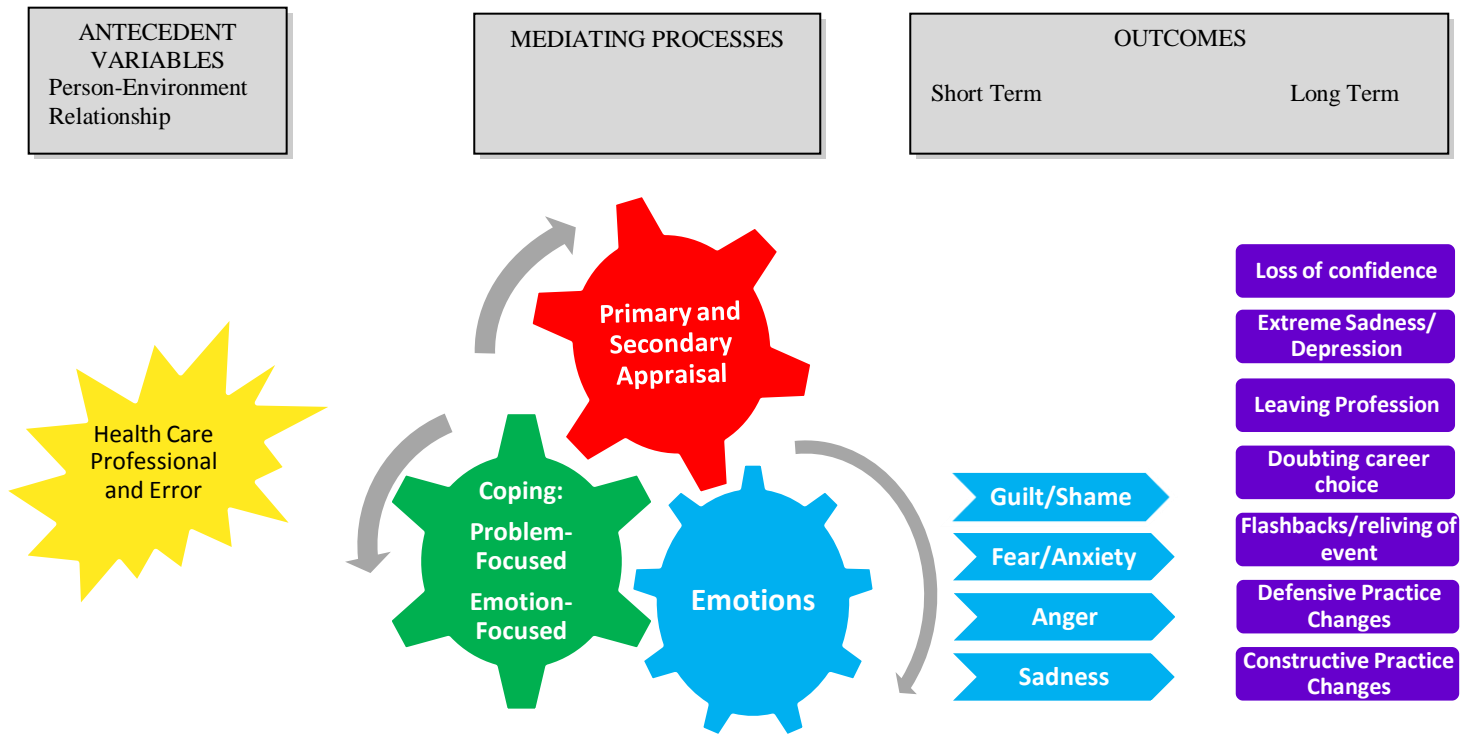 ANTECEDENT
VARIABLES
Person-Environment
Relationship
MEDIATING PROCESSES
OUTCOMES
Short Term
Long Term
Health Care
Professional
and Error
Primary and
Secondary
Appraisal
Coping:
Problem-
Focused
Emotion-
Focused
Emotions
Guilt/Shame
Fear/Anxiety
Anger
Sadness
Loss of confidence
Extreme Sadness/
Depression
Leaving Profession
Doubting career
choice
Flashbacks/reliving of
event
Defensive Practice
Changes
Constructive Practice
Changes